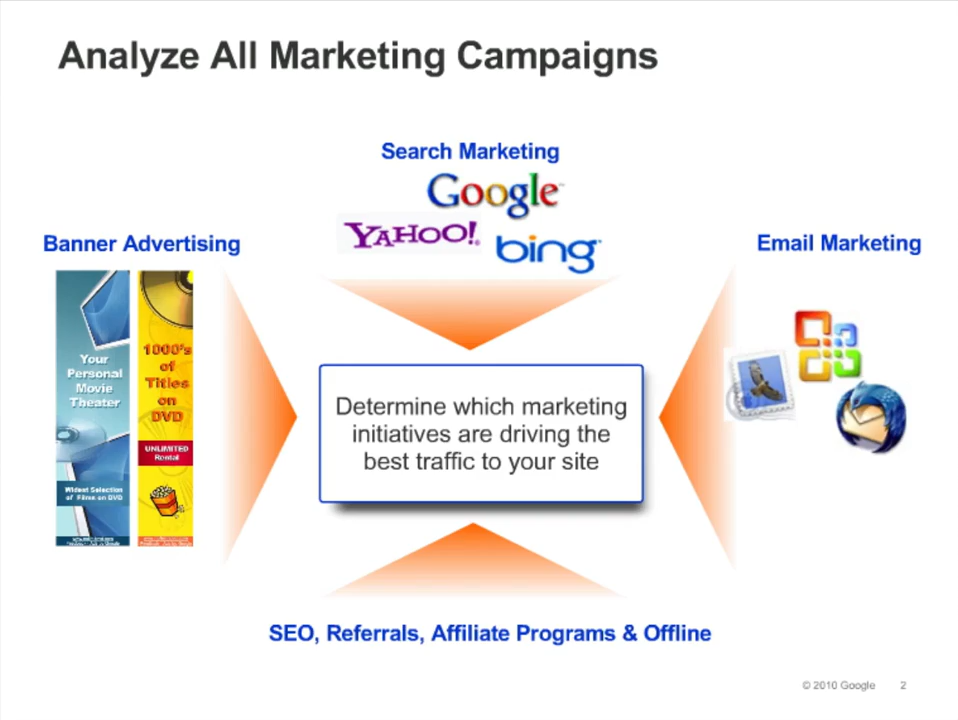 Analyze All Marketing Campaigns
Search Marketing
Google
YAHOO!
bing
Banner Advertising
Email Marketing
Your
Personal
Movie
Theater
Widest Selection
of Films on DVD
1000's
of
Titles
on
DVD
UNLIMITED
Rental
Determine which marketing
initiatives are driving the
best traffic to your site
SEO, Referrals, Affiliate Programs & Offline
© 2010 Google 2